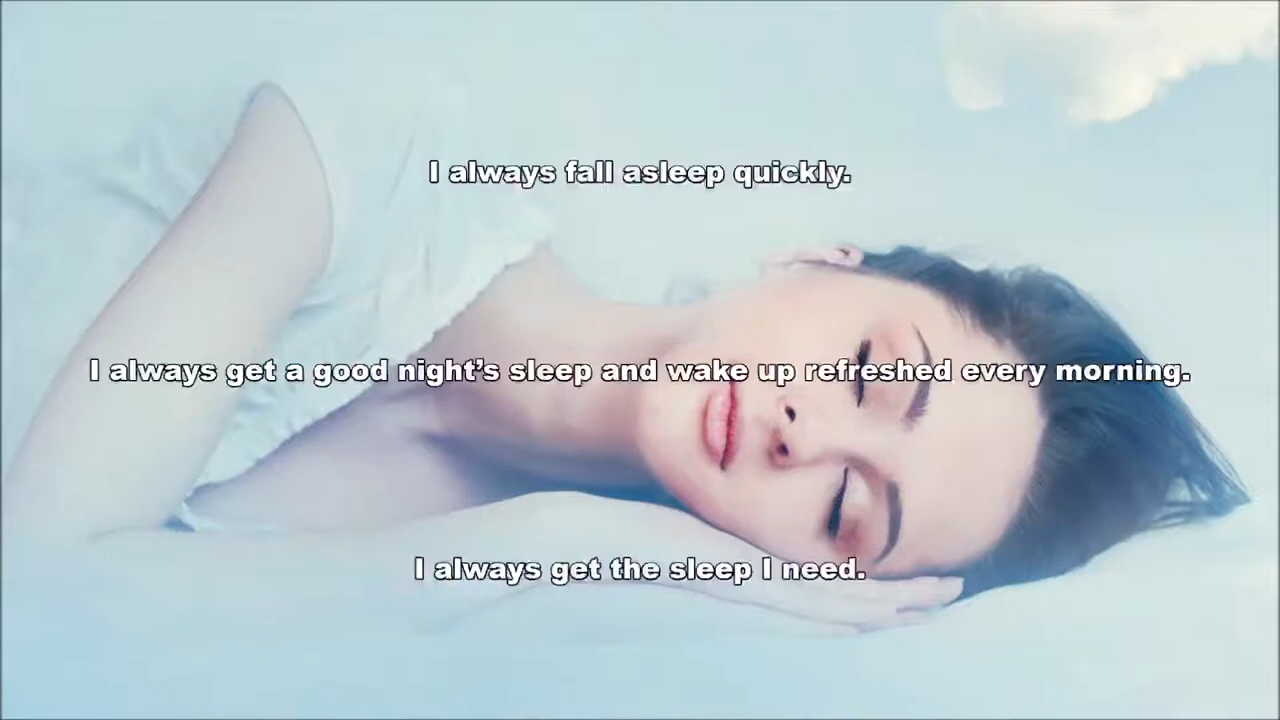 I always fall asleep quickly.
I always get a good night’s sleep and wake up refreshed every morning.
I always get the sleep I need.